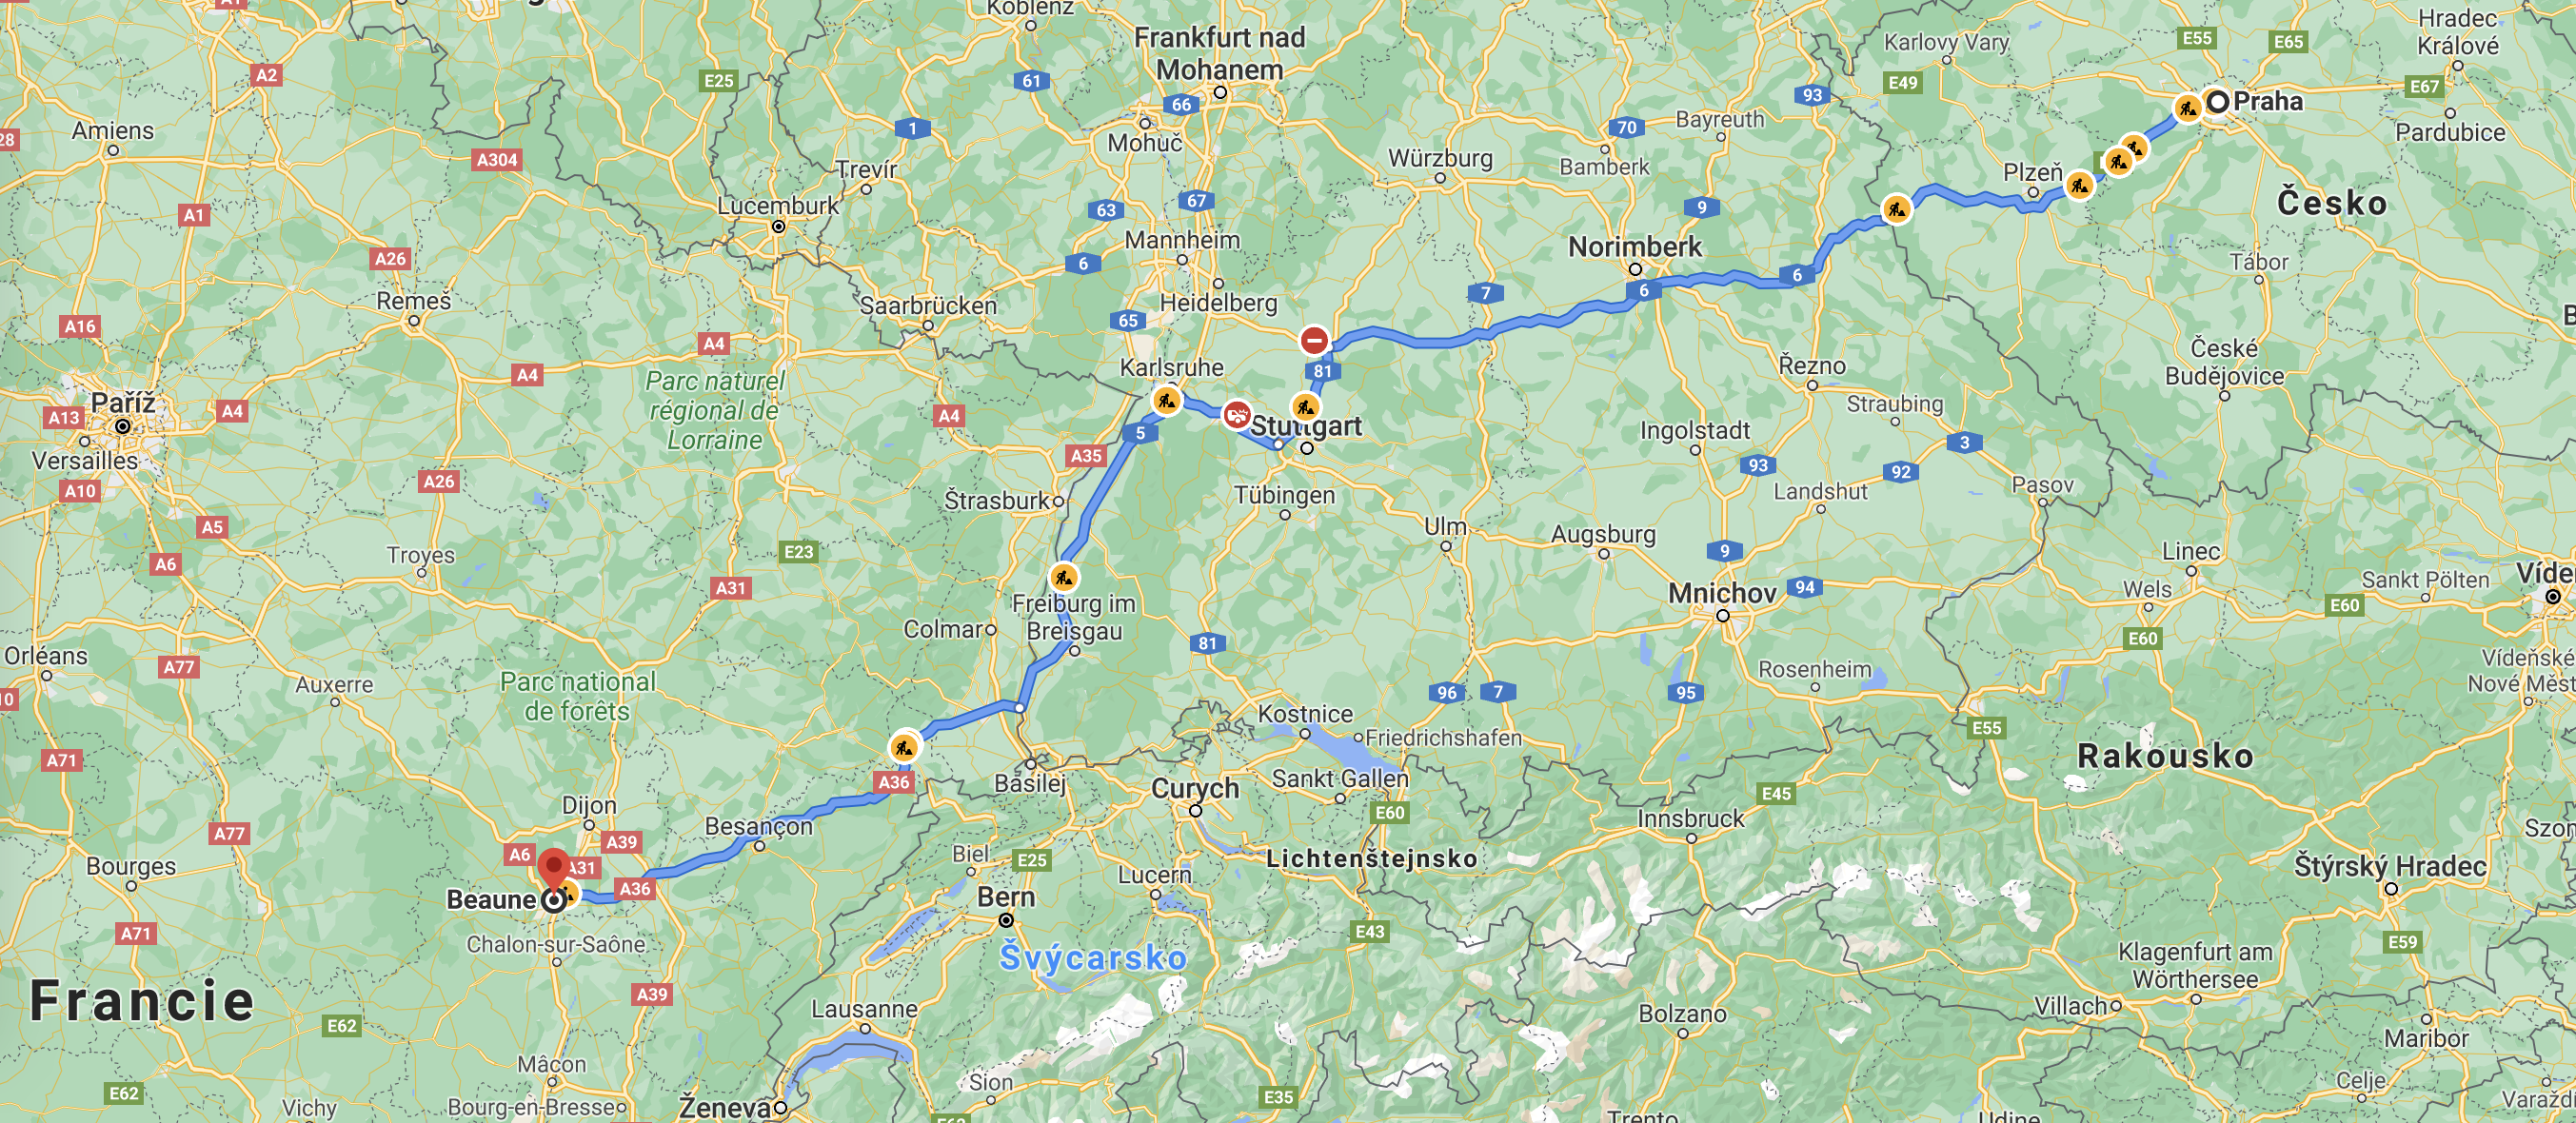 Koblenz
Hradec
Králové
Frankfurt nad
Mohanem
Karlovy Vary
E55
E65
A2
E25
61
66
93
E49
E67
Praha
Amiens
A304
1
Mohuč
70
Bayreuth
Pardubice
Trevír
Würzburg
Bamberk
Plzeň
Lucemburk
A1
63
67
9
Česko
A26
Mannheim
6
Norimberk
6
6
Tábor
Remeš
Saarbrücken
Heidelberg
7
A16
65
A4
A4
Karlsruhe
81
Řezno
České
Budějovice
Parc naturel
régional de
Lorraine
Paříž
A13
A4
A4
Straubing
Stuttgart
5
Ingolstadt
3
Versailles
A35
93
92
A26
A10
Štrasburk
Tübingen
Landshut
Pasov
A5
Ulm
Augsburg
A6
Troyes
E23
9
Linec
A31
Mnichov
94
Wels
Sankt Pölten
E60
Freiburg im
Breisgau
Colmar
81
E60
Orléans
A77
Auxerre
Parc national
de forêts
Rosenheim
Vídeňské
96
7
95
Kostnice
Friedrichshafen
E55
A71
A36
Basilej
Curych
Sankt Gallen
Rakousko
E45
Dijon
Besançon
E60
Innsbruck
A77
A39
A6
A31
Bourges
Biel
E25
Lichtenštejnsko
Štýrský Hradec
Beaune
A36
Lucern
Bern
A71
Chalon-sur-Saône
E43
E59
Švýcarsko
Klagenfurt am
Wörthersee
Francie
A39
Lausanne
Villach
E62
Bolzano
Maribor
Mâcon
E62
Sion
E35
Celje
Vichy
Bourg-en-Bresse
Ženeva
Trento
Udine